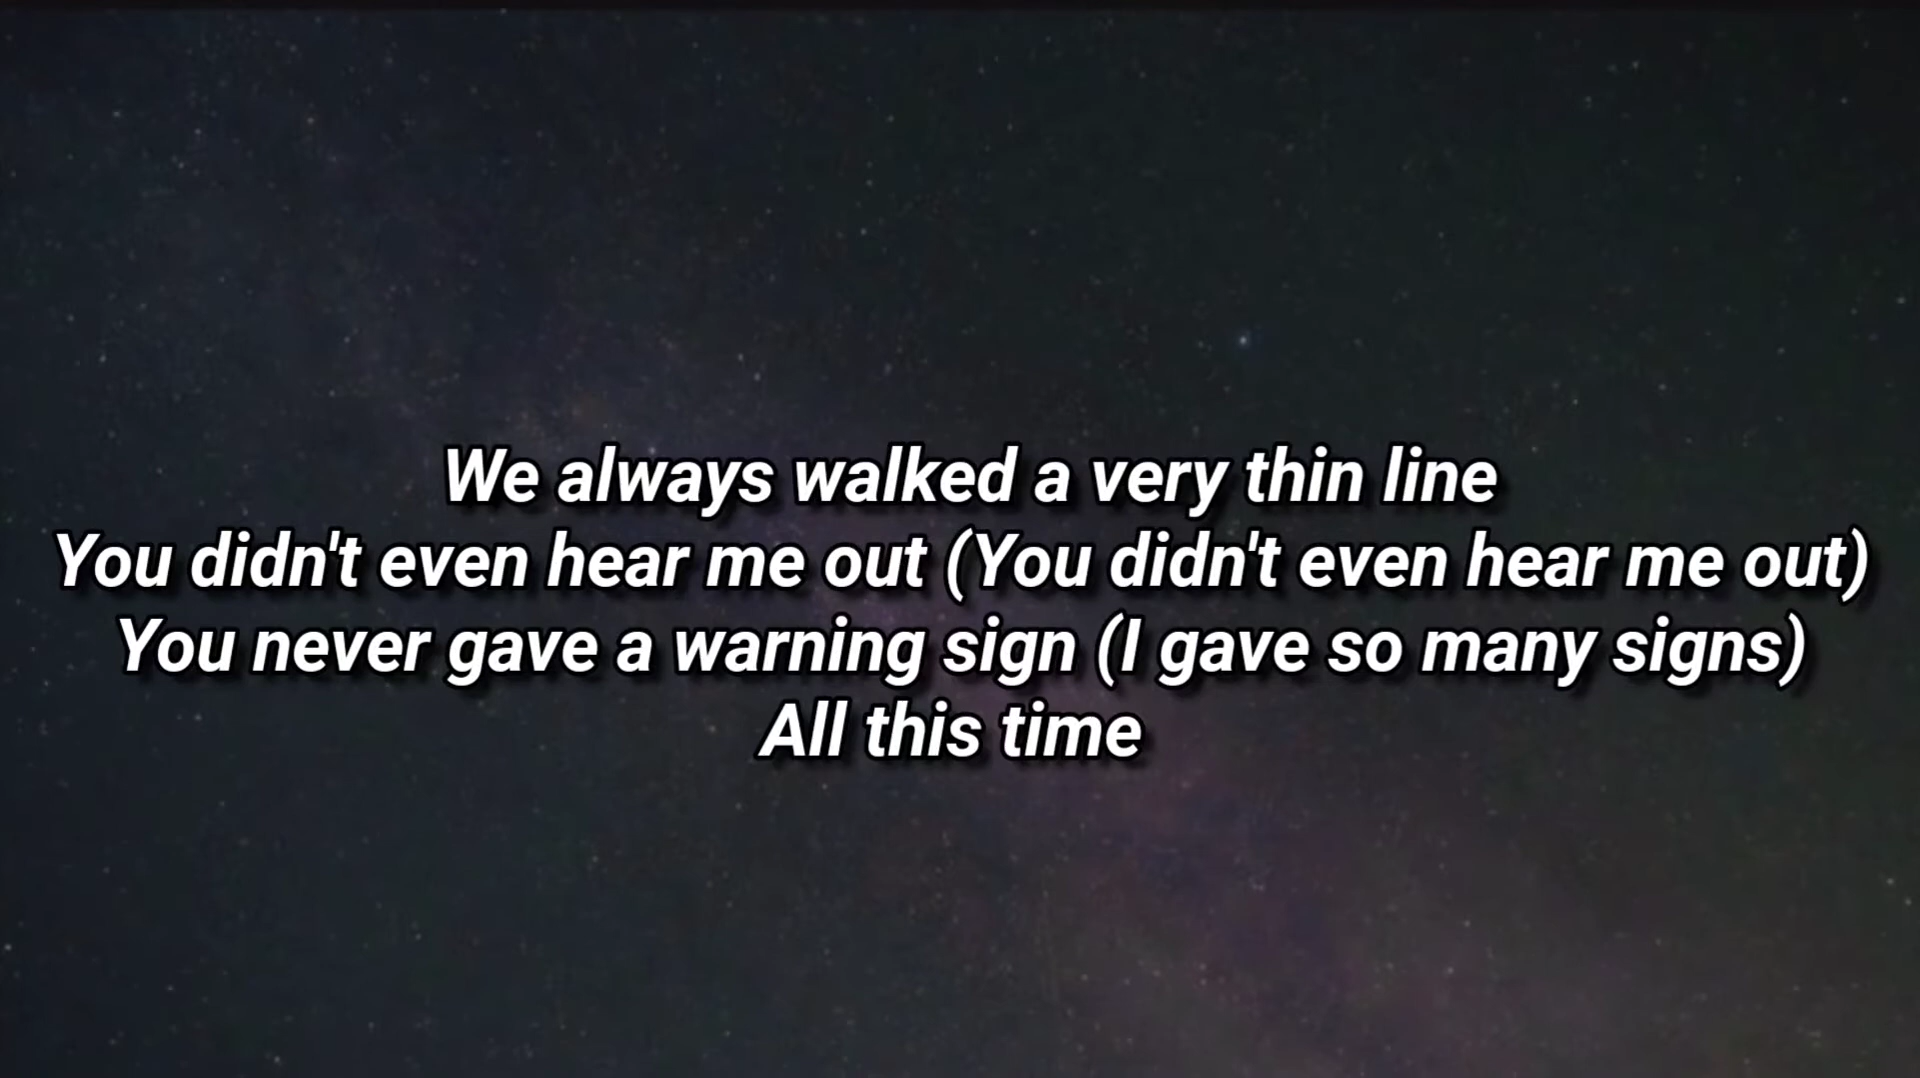 We always walked a very thin line
You didn't even hear me out (You didn't even hear me out)
You never gave a warning sign (I gave so many signs)
All this time